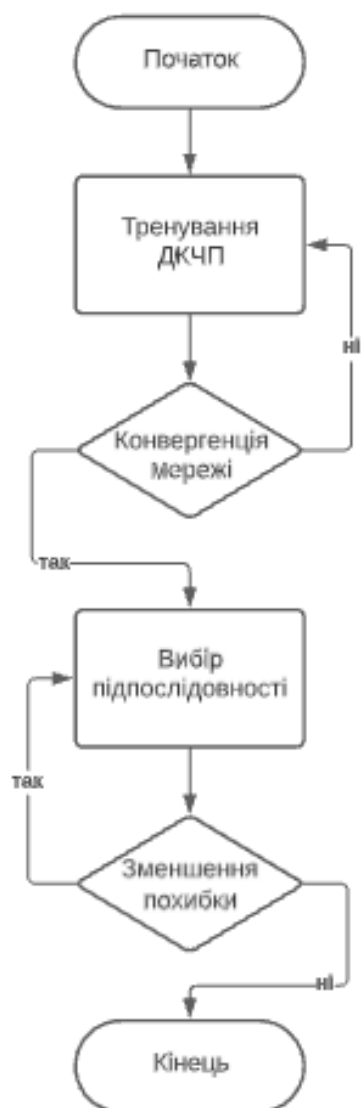 Початок
Тренування
ДКЧП
ні
Конвергенція
мережі
так
Вибір
підпослідовності
так
Зменшення
похибки
ні
Кінець